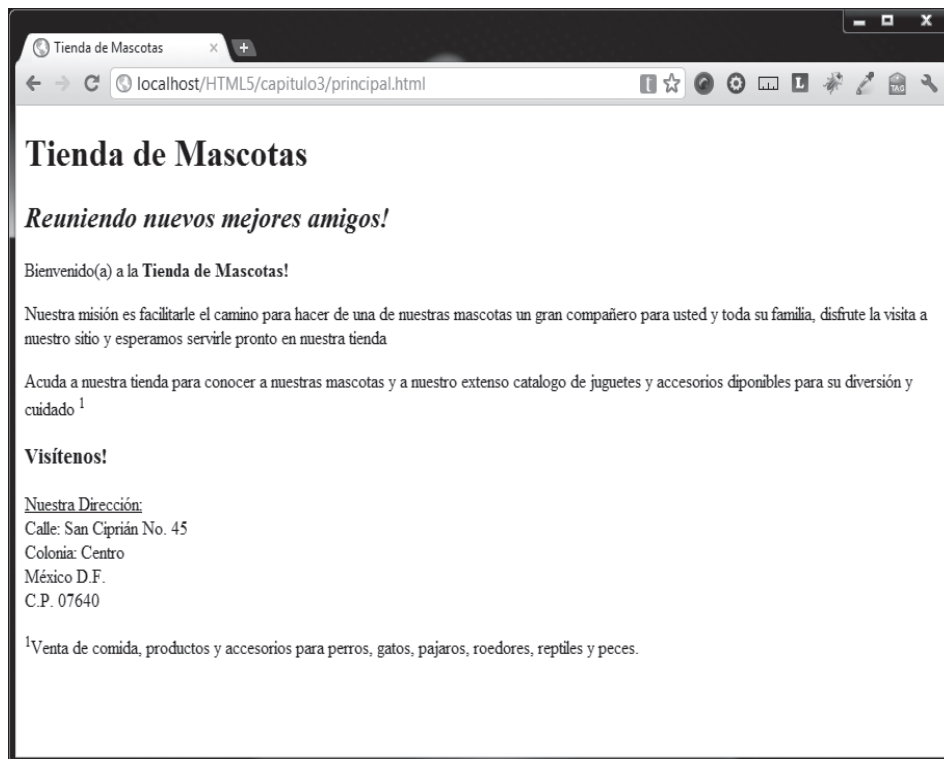 Tienda de Mascotas
localhost/HTML5/capitulo3/principal.html
Tienda de Mascotas
Reuniendo nuevos mejores amigos!
Bienvenido(a) a la Tienda de Mascotas!
Nuestra misión es facilitarle el camino para hacer de una de nuestras mascotas un gran compañero para usted y toda su familia, disfrute la visita a
nuestro sitio y esperamos servirle pronto en nuestra tienda
Acuda a nuestra tienda para conocer a nuestras mascotas y a nuestro extenso catalogo de juguetes y accesorios diponibles para su diversión y
cuidado 1
Visítenos!
Nuestra Dirección:
Calle: San Ciprián No. 45
Colonia: Centro
México D.F.
C.P. 07640
1Venta de comida, productos y accesorios para perros, gatos, pajaros, roedores, reptiles y peces.